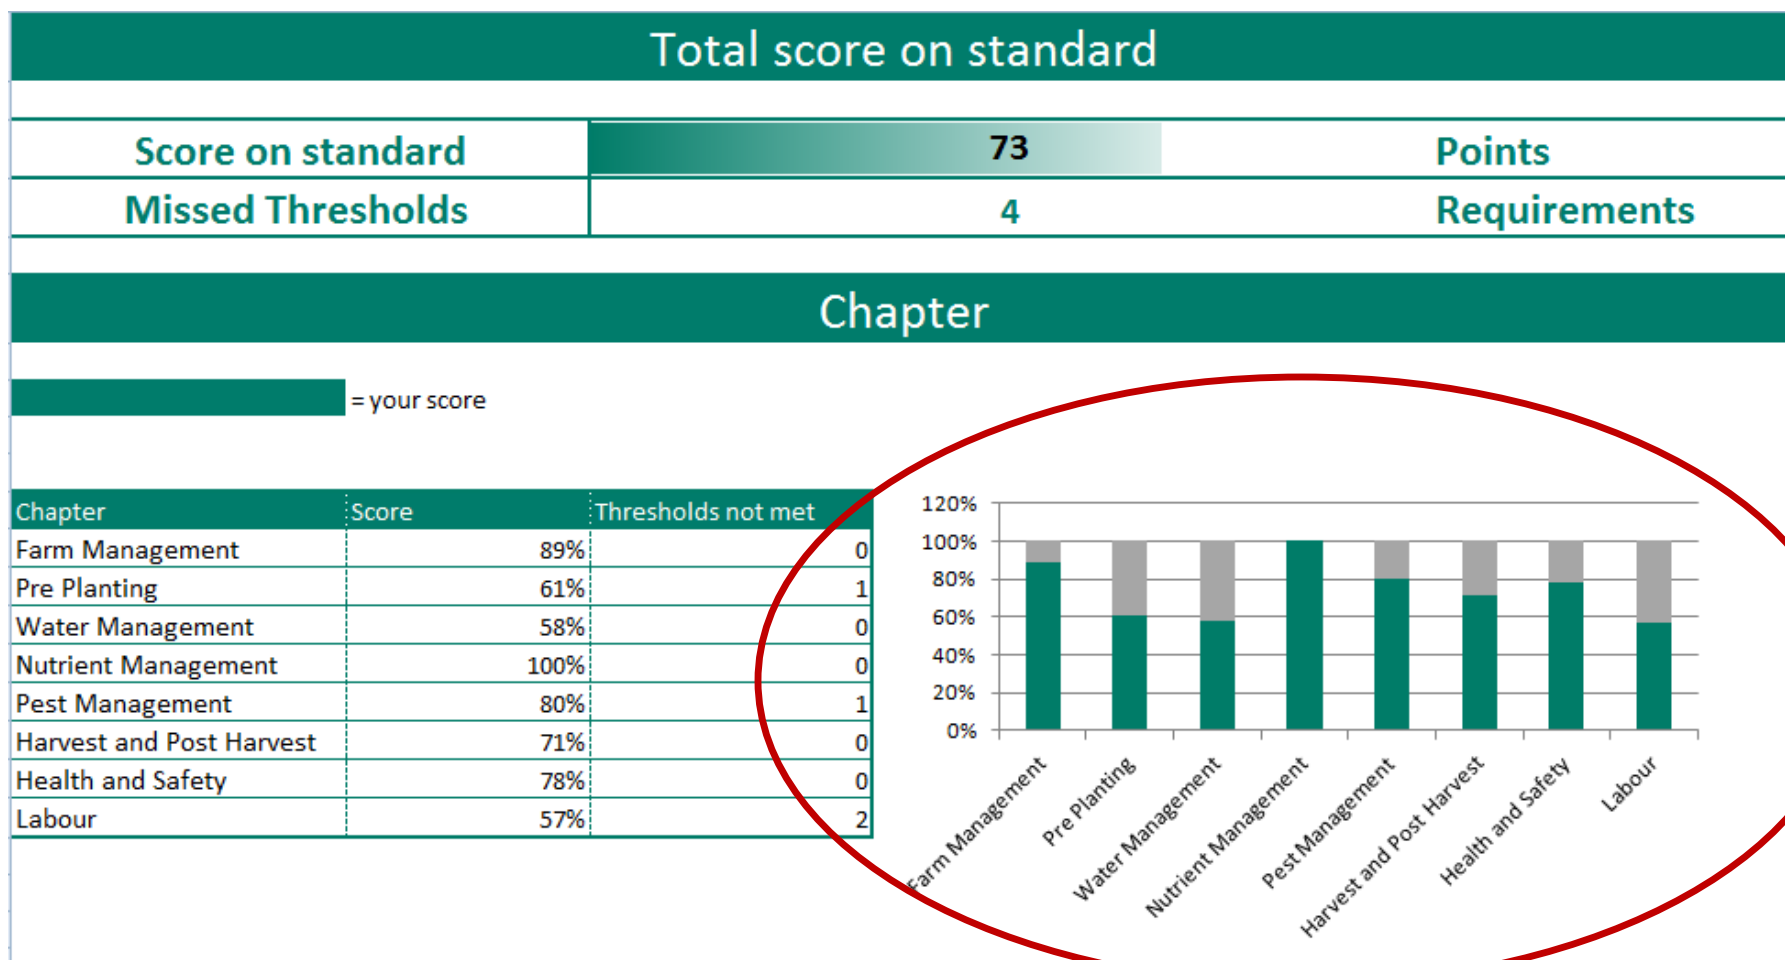 Total score on standard
Score on standard 73 Points
Missed Thresholds 4 Requirements
Chapter
= your score
Chapter Score Thresholds not met
Farm Management 89% 0
Pre Planting 61% 1
Water Management 58% 0
Nutrient Management 100% 0
Pest Management 80% 1
Harvest and Post Harvest 71% 0
Health and Safety 78% 0
Labour 57% 2
120%
100%
80%
60%
40%
20%
0%
Farm Management
Pre Planting
Water Management
Nutrient Management
Pest Management
Harvest and Post Harvest
Health and Safety
Labour